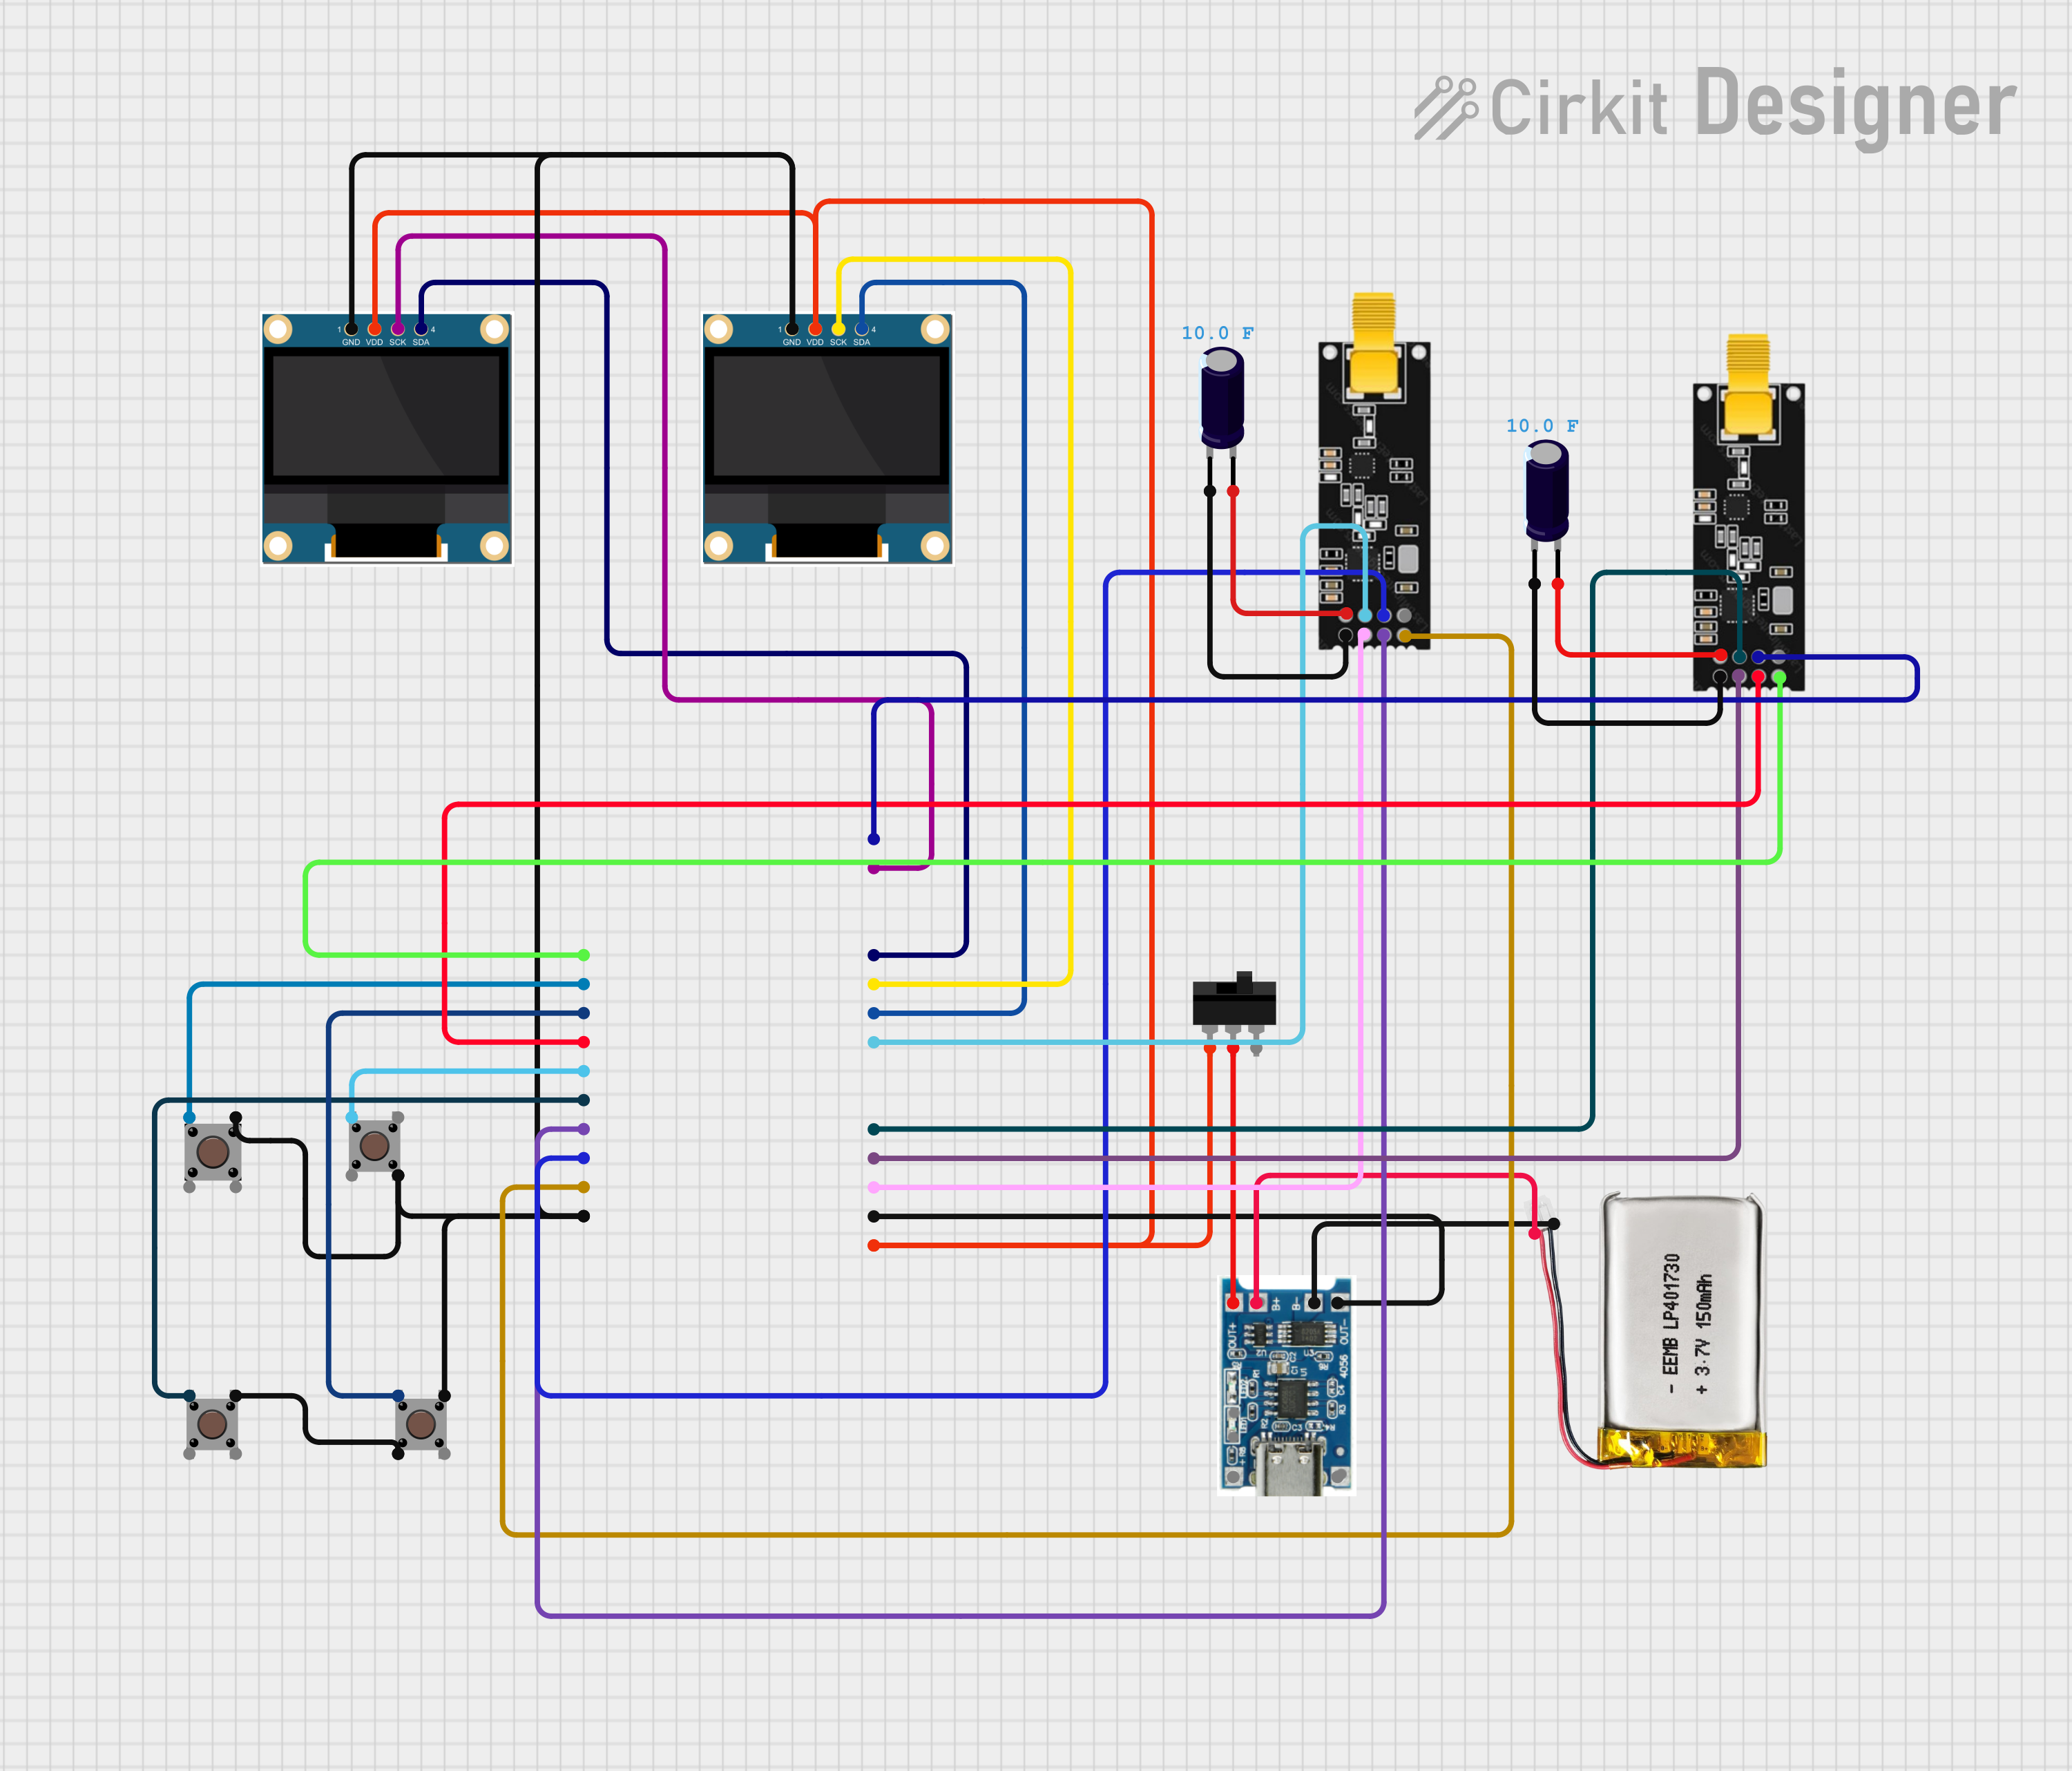 Cirkit Designer
1 GND VDD SCK SDA 4
1 GND VDD SCK SDA 4
10.0 F
10.0 F
- EEMB LP401730
+ 3.7V 150mAh
B+
B-
OUT+
OUT-
4056